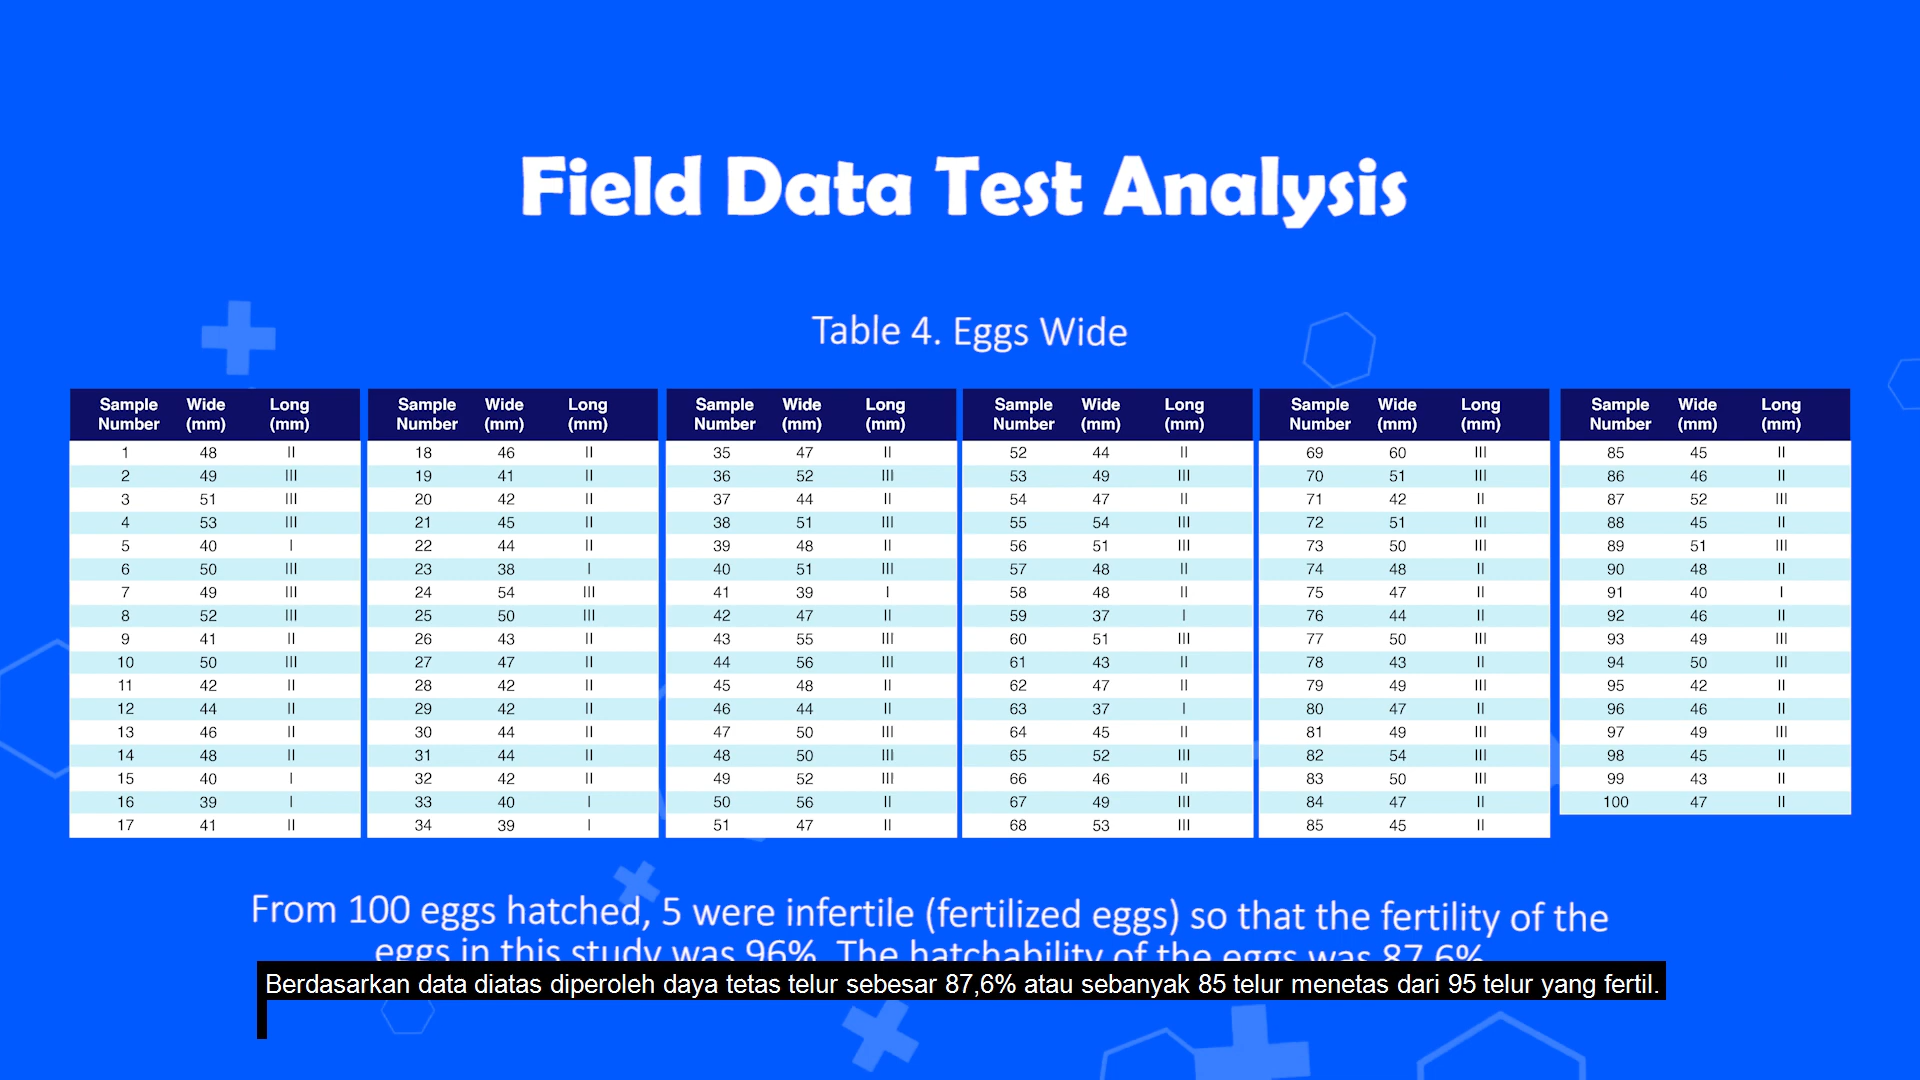 Field Data Test Analysis
Table 4. Eggs Wide
Sample Number Wide (mm) Long (mm)
1 48 II
2 49 III
3 51 III
4 53 III
5 40 I
6 50 III
7 49 III
8 52 III
9 41 II
10 50 III
11 42 II
12 44 II
13 46 II
14 48 II
15 40 I
16 39 I
17 41 II
Sample Number Wide (mm) Long (mm)
18 46 II
19 41 II
20 42 II
21 45 II
22 44 II
23 38 I
24 54 III
25 50 III
26 43 II
27 47 II
28 42 II
29 42 II
30 44 II
31 44 II
32 42 II
33 40 I
34 39 I
Sample Number Wide (mm) Long (mm)
35 47 II
36 52 III
37 44 II
38 51 III
39 48 II
40 51 III
41 39 I
42 47 II
43 55 III
44 56 III
45 48 II
46 44 II
47 50 III
48 50 III
49 52 III
50 56 II
51 47 II
Sample Number Wide (mm) Long (mm)
52 44 II
53 49 III
54 47 II
55 54 III
56 51 III
57 48 II
58 48 II
59 37 I
60 51 III
61 43 II
62 47 II
63 37 I
64 45 II
65 52 III
66 46 II
67 49 III
68 53 III
Sample Number Wide (mm) Long (mm)
69 60 III
70 51 III
71 42 II
72 51 III
73 50 III
74 48 II
75 47 II
76 44 II
77 50 III
78 43 II
79 49 III
80 47 II
81 49 III
82 54 III
83 50 III
84 47 II
85 45 II
Sample Number Wide (mm) Long (mm)
85 45 II
86 46 II
87 52 III
88 45 II
89 51 III
90 48 II
91 40 I
92 46 II
93 49 III
94 50 III
95 42 II
96 46 II
97 49 III
98 45 II
99 43 II
100 47 II
From 100 eggs hatched, 5 were infertile (fertilized eggs) so that the fertility of the
eggs in this study was 96%. The hatchability of the eggs was 87.6%
Berdasarkan data diatas diperoleh daya tetas telur sebesar 87,6% atau sebanyak 85 telur menetas dari 95 telur yang fertil.